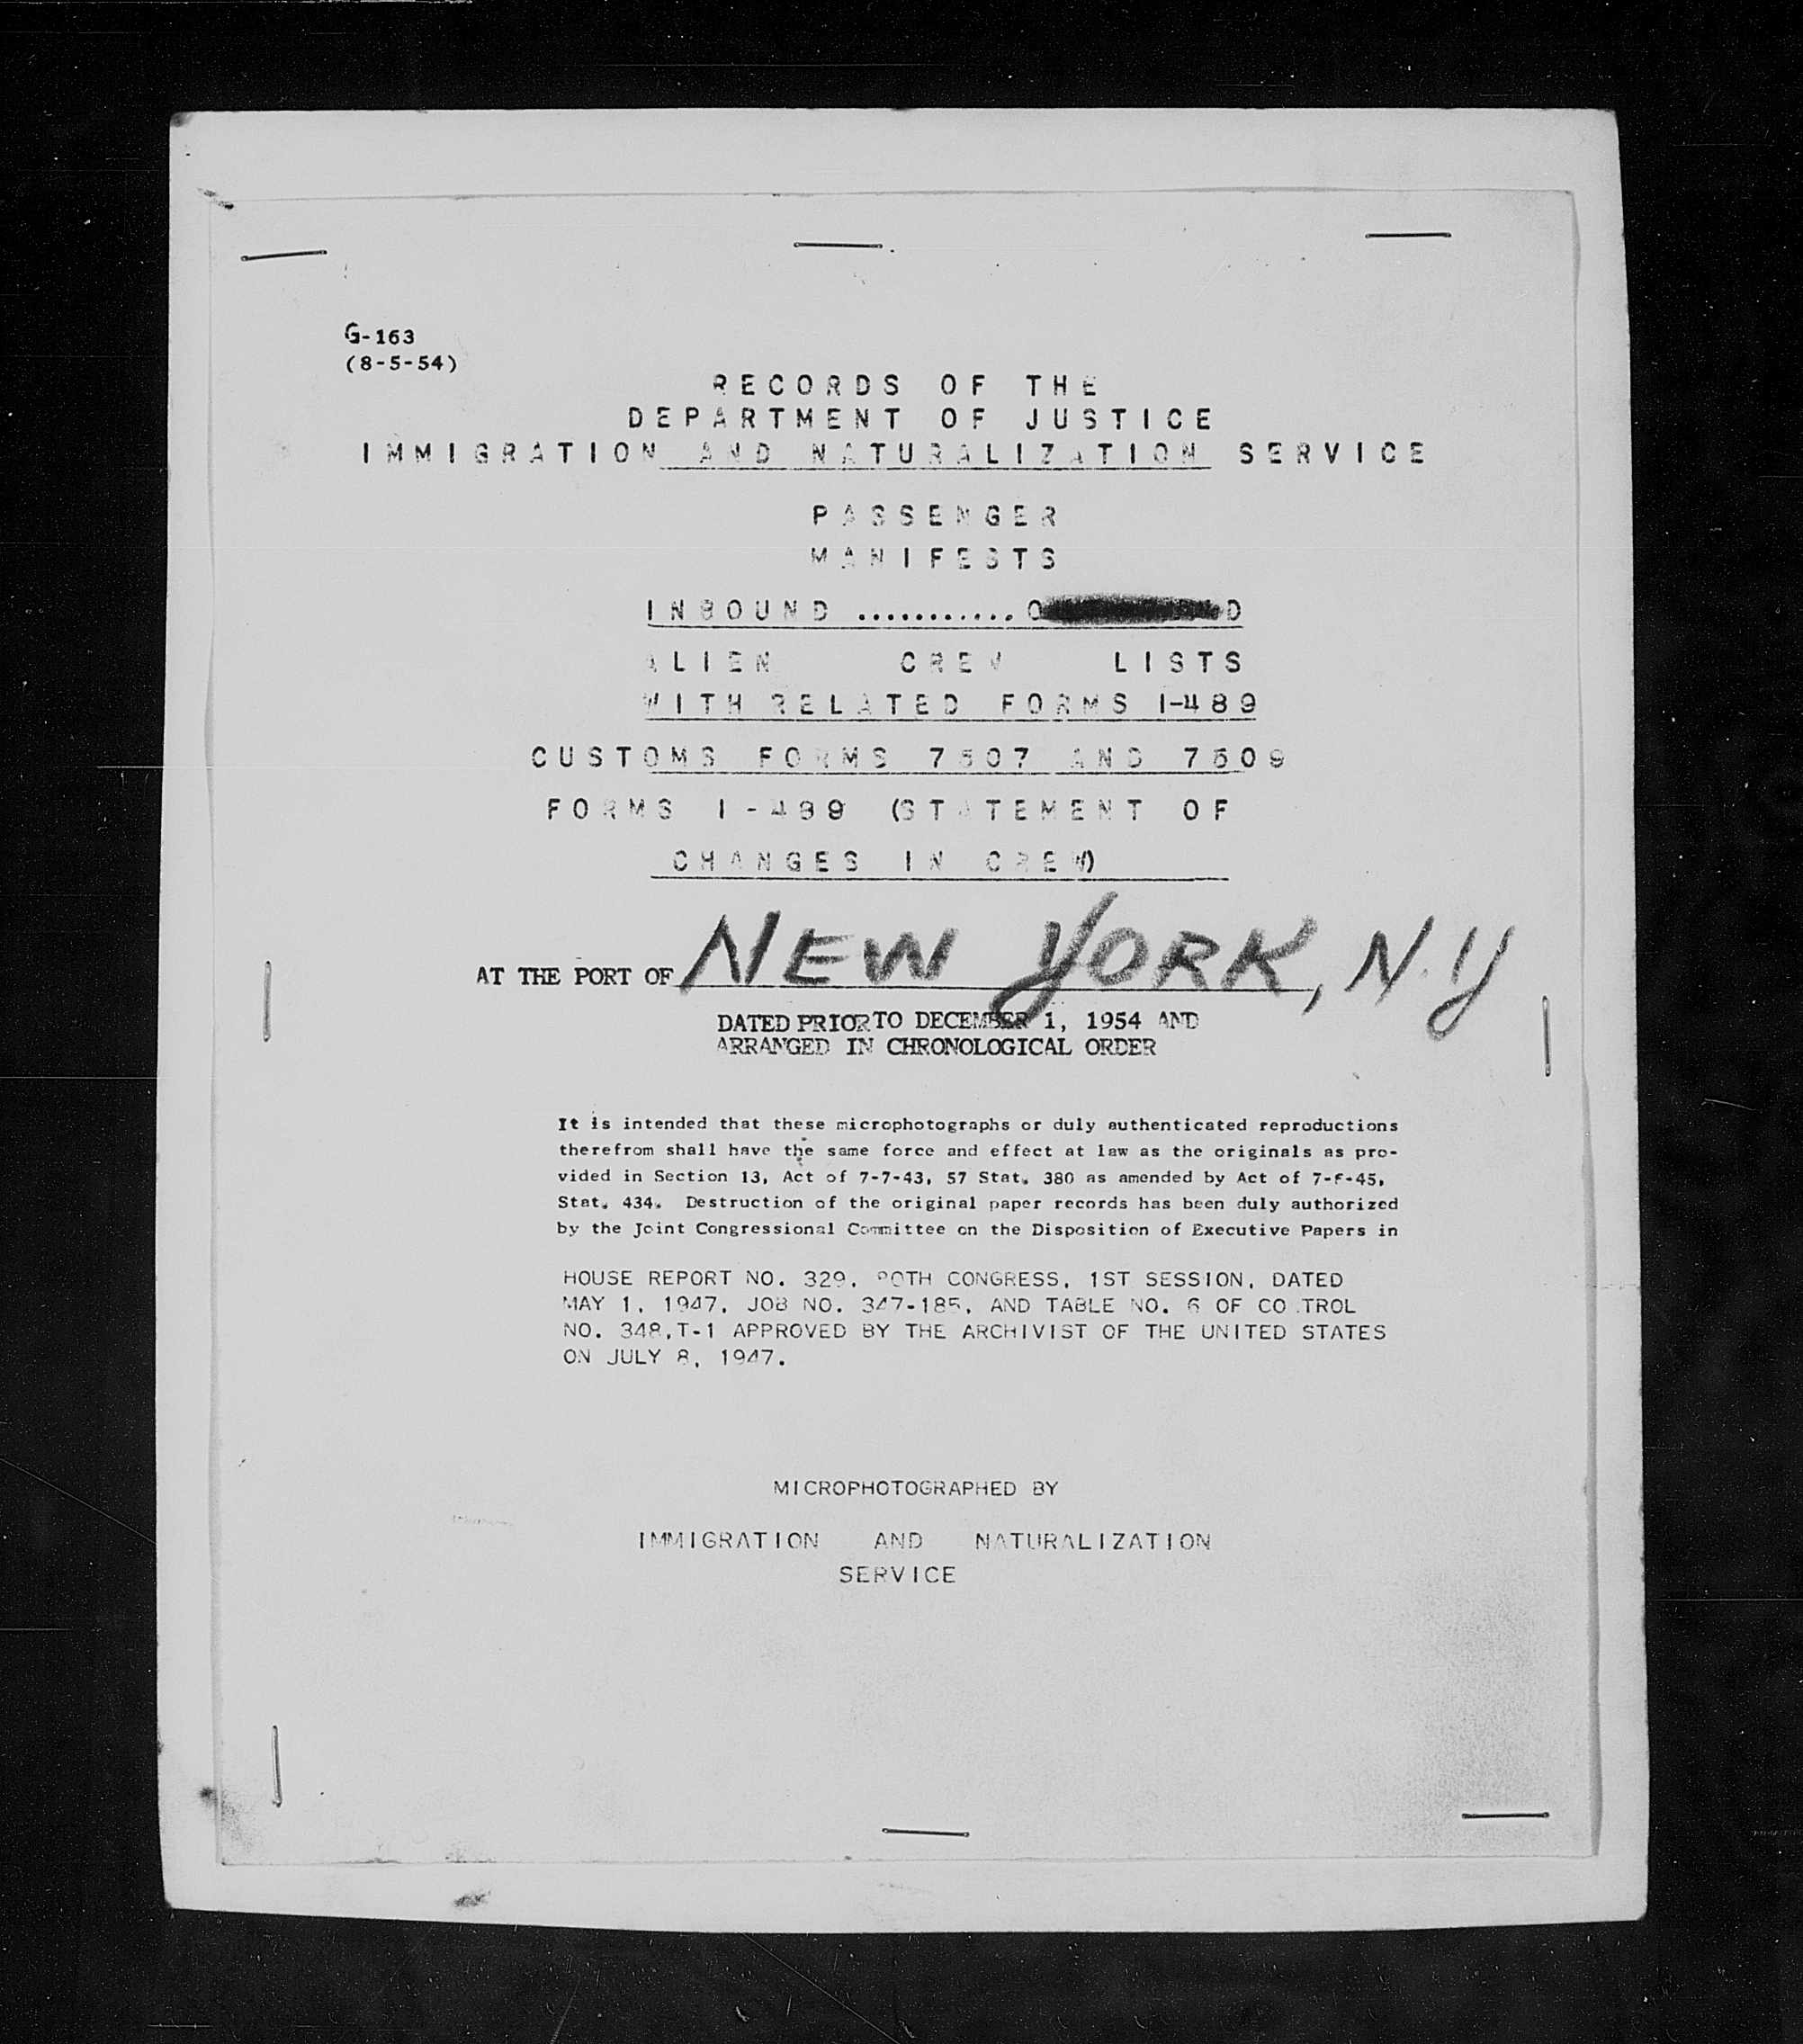 G-163
(8-5-54)
RECORDS OF THE
DEPARTMENT OF JUSTICE
IMMIGRATION AND NATURALIZATION SERVICE
PASSENGER
MANIFESTS
INBOUND ...........
ALIEN CREW LISTS
WITH RELATED FORMS I-489
CUSTOMS FORMS 7507 AND 7509
FORMS I-489 (STATEMENT OF
CHANGES IN CREW)
AT THE PORT OF NEW YORK, N.Y
DATED PRIOR TO DECEMBER 1, 1954 AND
ARRANGED IN CHRONOLOGICAL ORDER
It is intended that these microphotographs or duly authenticated reproductions
therefrom shall have the same force and effect at law as the originals as pro-
vided in Section 13, Act of 7-7-43, 57 Stat. 380 as amended by Act of
Stat. 434. Destruction of the original paper records has been duly authorized
by the Joint Congressional Committee on the Disposition of Executive Papers in
HOUSE REPORT NO. 329, 80TH CONGRESS, 1ST SESSION, DATED
MAY 1, 1947, JOB NO. 347-185, AND TABLE NO. 6 OF CO TROL
NO. 348,T-1 APPROVED BY THE ARCHIVIST OF THE UNITED STATES
ON JULY 8, 1947.
MICROPHOTOGRAPHED BY
IMMIGRATION AND NATURALIZATION
SERVICE